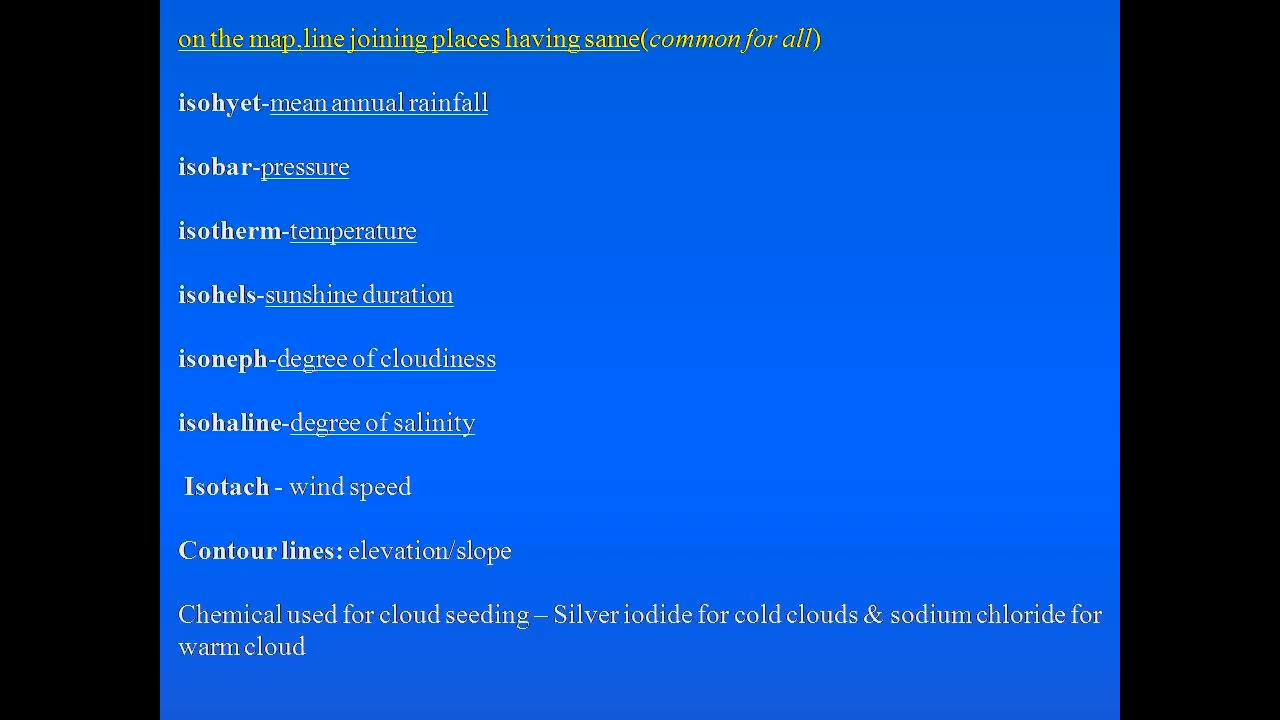 on the map,line joining places having same(common for all)
isohyet-mean annual rainfall
isobar-pressure
isotherm-temperature
isohels-sunshine duration
isoneph-degree of cloudiness
isohaline-degree of salinity
Isotach - wind speed
Contour lines: elevation/slope
Chemical used for cloud seeding – Silver iodide for cold clouds & sodium chloride for
warm cloud